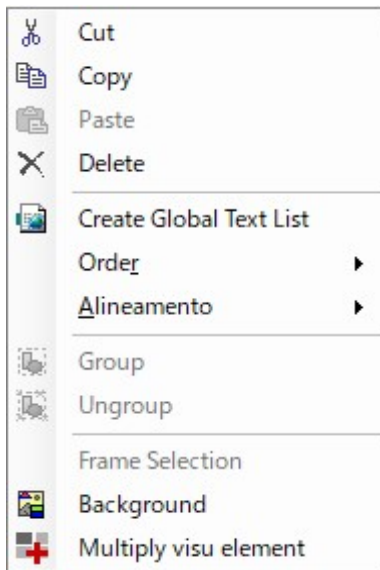 Cut
Copy
Paste
Delete
Create Global Text List
Order
Alineamento
Group
Ungroup
Frame Selection
Background
Multiply visu element